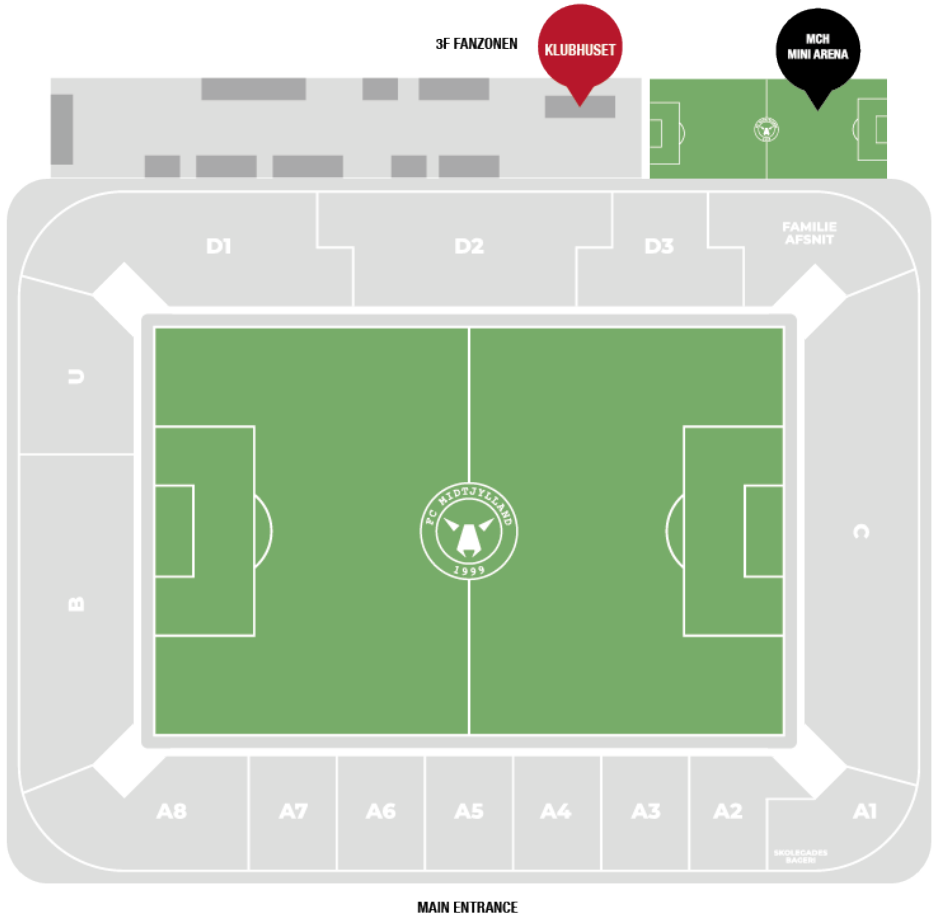 3F FANZONEN
KLUBHUSET
MCH
MINI ARENA
D1
D2
D3
FAMILIE
AFSNIT
U
B
C
FC MIDTJYLLAND
1999
A8
A7
A6
A5
A4
A3
A2
A1
SKOLEGADES
BAGERI
MAIN ENTRANCE